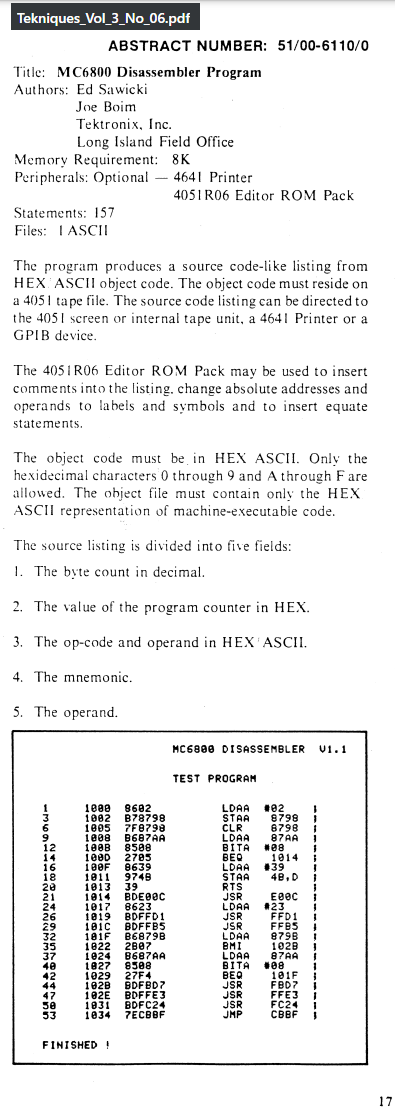 Tekniques_Vol_3_No_06.pdf
ABSTRACT NUMBER: 51/00-6110/0
Title: MC6800 Disassembler Program
Authors: Ed Sawicki
Joe Boim
Tektronix, Inc.
Long Island Field Office
Memory Requirement: 8K
Peripherals: Optional — 4641 Printer
4051R06 Editor ROM Pack
Statements: 157
Files: 1 ASCII
The program produces a source code-like listing from
HEX ASCII object code. The object code must reside on
a 4051 tape file. The source code listing can be directed to
the 4051 screen or internal tape unit, a 4641 Printer or a
GPIB device.
The 4051R06 Editor ROM Pack may be used to insert
comments into the listing, change absolute addresses and
operands to labels and symbols and to insert equate
statements.
The object code must be in HEX ASCII. Only the
hexidecimal characters 0 through 9 and A through F are
allowed. The object file must contain only the HEX
ASCII representation of machine-executable code.
The source listing is divided into five fields:
1. The byte count in decimal.
2. The value of the program counter in HEX.
3. The op-code and operand in HEX ASCII.
4. The mnemonic.
5. The operand.
MC6800 DISASSEMBLER V1.1
TEST PROGRAM
1 1000 8602 LDAA #02 |
3 1002 B78798 STAA 8798 |
6 1005 7F8798 CLR 8798 |
9 1008 B687AA LDAA 87AA |
12 100B 8508 BITA #08 |
14 100D 2705 BEQ 1014 |
16 100F 8639 LDAA #39 |
18 1011 974B STAA 4B,D |
20 1013 39 RTS |
21 1014 BDE00C JSR E00C |
24 1017 8623 LDAA #23 |
26 1019 BDFFD1 JSR FFD1 |
29 101C BDFFB5 JSR FFB5 |
32 101F B6879B LDAA 879B |
35 1022 2B07 BMI 102B |
37 1024 B687AA LDAA 87AA |
40 1027 8508 BITA #08 |
42 1029 27F4 BEQ 101F |
44 102B BDFBD7 JSR FBD7 |
47 102E BDFFE3 JSR FFE3 |
50 1031 BDFC24 JSR FC24 |
53 1034 7ECBBF JMP CBBF |
FINISHED !
17